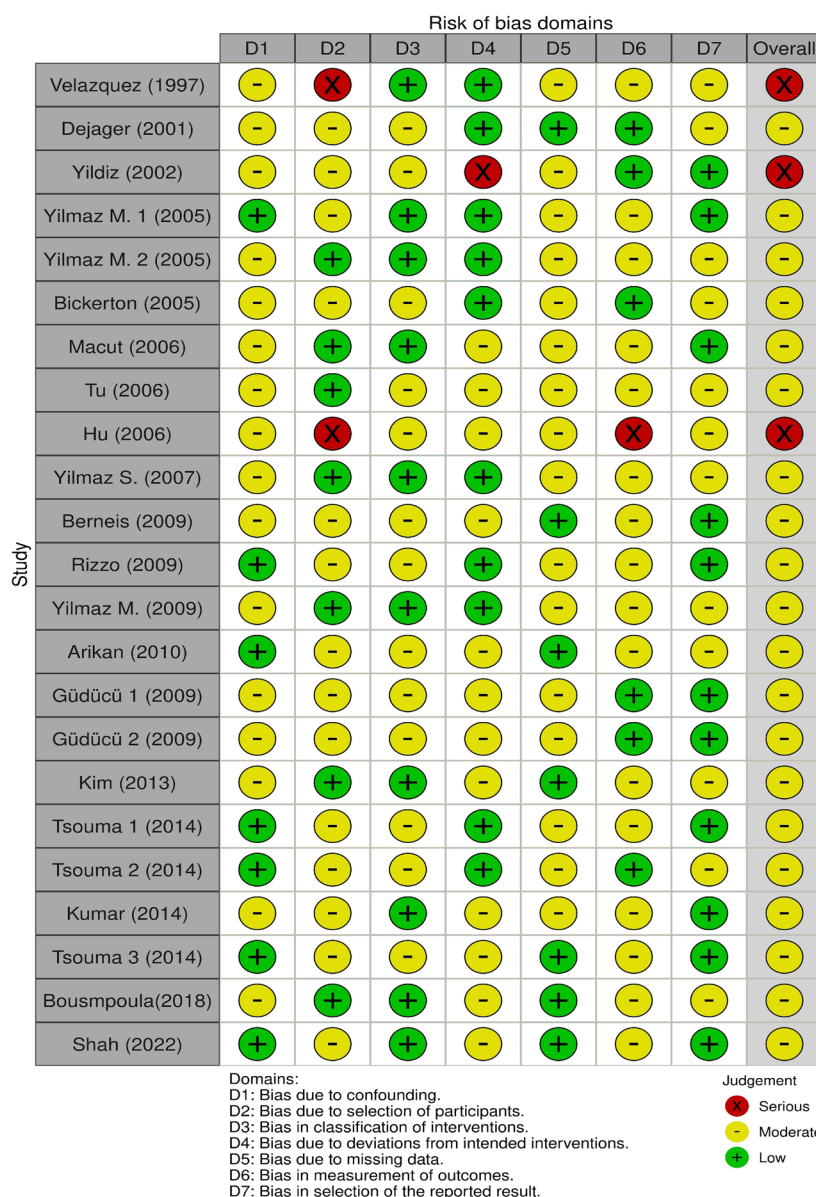 Risk of bias domains
D1 D2 D3 D4 D5 D6 D7 Overall
Study
Velazquez (1997) - X + + - - - X
Dejager (2001) - - - + + + - -
Yildiz (2002) - - - X - + + X
Yilmaz M. 1 (2005) + - + + - - + -
Yilmaz M. 2 (2005) - + + + - - - -
Bickerton (2005) - - - + - + - -
Macut (2006) - + + - - - + -
Tu (2006) - + - - - - - -
Hu (2006) - X - - - X - X
Yilmaz S. (2007) - + + + - - - -
Berneis (2009) - - - - + - + -
Rizzo (2009) + - - + - - + -
Yilmaz M. (2009) - + + + - - - -
Arikan (2010) + - - - + - - -
Güdücü 1 (2009) - - - - - + + -
Güdücü 2 (2009) - - - - - + + -
Kim (2013) - + + - + - - -
Tsouma 1 (2014) + - - + - - + -
Tsouma 2 (2014) + - - + - + - -
Kumar (2014) - - + - - - + -
Tsouma 3 (2014) + - - - + - + -
Bousmpoula(2018) - + + - + - - -
Shah (2022) + - + - + - + -
Domains:
D1: Bias due to confounding.
D2: Bias due to selection of participants.
D3: Bias in classification of interventions.
D4: Bias due to deviations from intended interventions.
D5: Bias due to missing data.
D6: Bias in measurement of outcomes.
D7: Bias in selection of the reported result.
Judgement
X Serious
- Moderate
+ Low